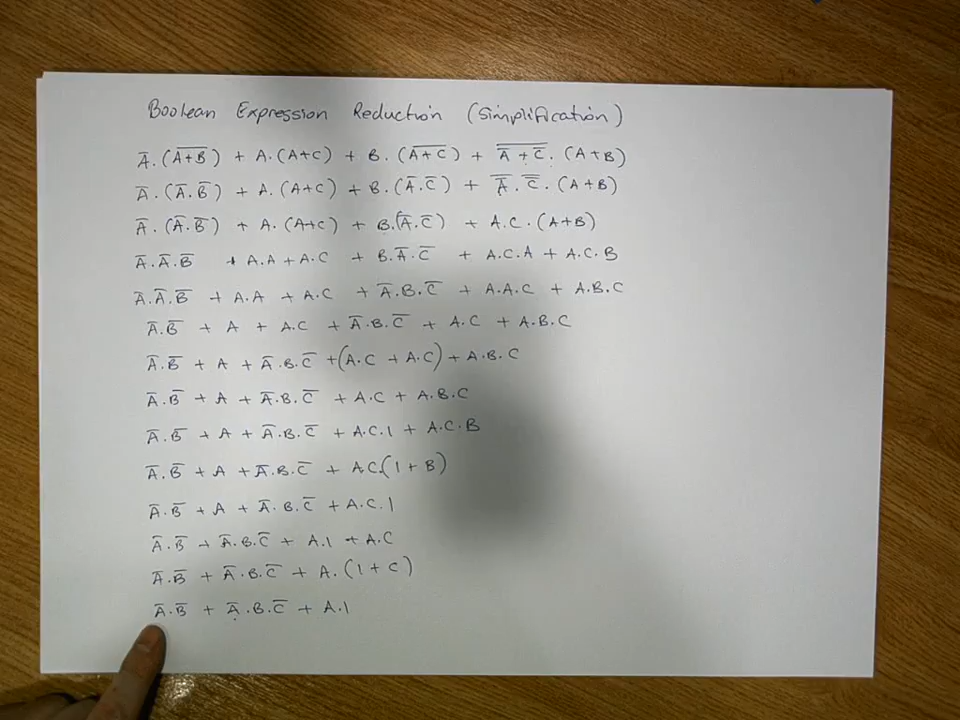 Boolean Expression Reduction (Simplification)
A̅.(A̅+̅B̅) + A.(A+C) + B.(A̅+̅C̅) + A̿ ̅+̅ C̿.(A+B)
A̅.(A̅.B̅) + A.(A+C) + B.(A̅.C̅) + A̿.C̿.(A+B)
A̅.(A̅.B̅) + A.(A+C) + B.(A̅.C̅) + A.C.(A+B)
A̅.A̅.B̅ + A.A + A.C + B.A̅.C̅ + A.C.A + A.C.B
A̅.A̅.B̅ + A.A + A.C + A̅.B.C̅ + A.A.C + A.B.C
A̅.B̅ + A + A.C + A̅.B.C̅ + A.C + A.B.C
A̅.B̅ + A + A̅.B.C̅ + (A.C + A.C) + A.B.C
A̅.B̅ + A + A̅.B.C̅ + A.C + A.B.C
A̅.B̅ + A + A̅.B.C̅ + A.C.1 + A.C.B
A̅.B̅ + A + A̅.B.C̅ + A.C.(1 + B)
A̅.B̅ + A + A̅.B.C̅ + A.C.1
A̅.B̅ + A̅.B.C̅ + A.1 + A.C
A̅.B̅ + A̅.B.C̅ + A.(1 + C)
A̅.B̅ + A̅.B.C̅ + A.1